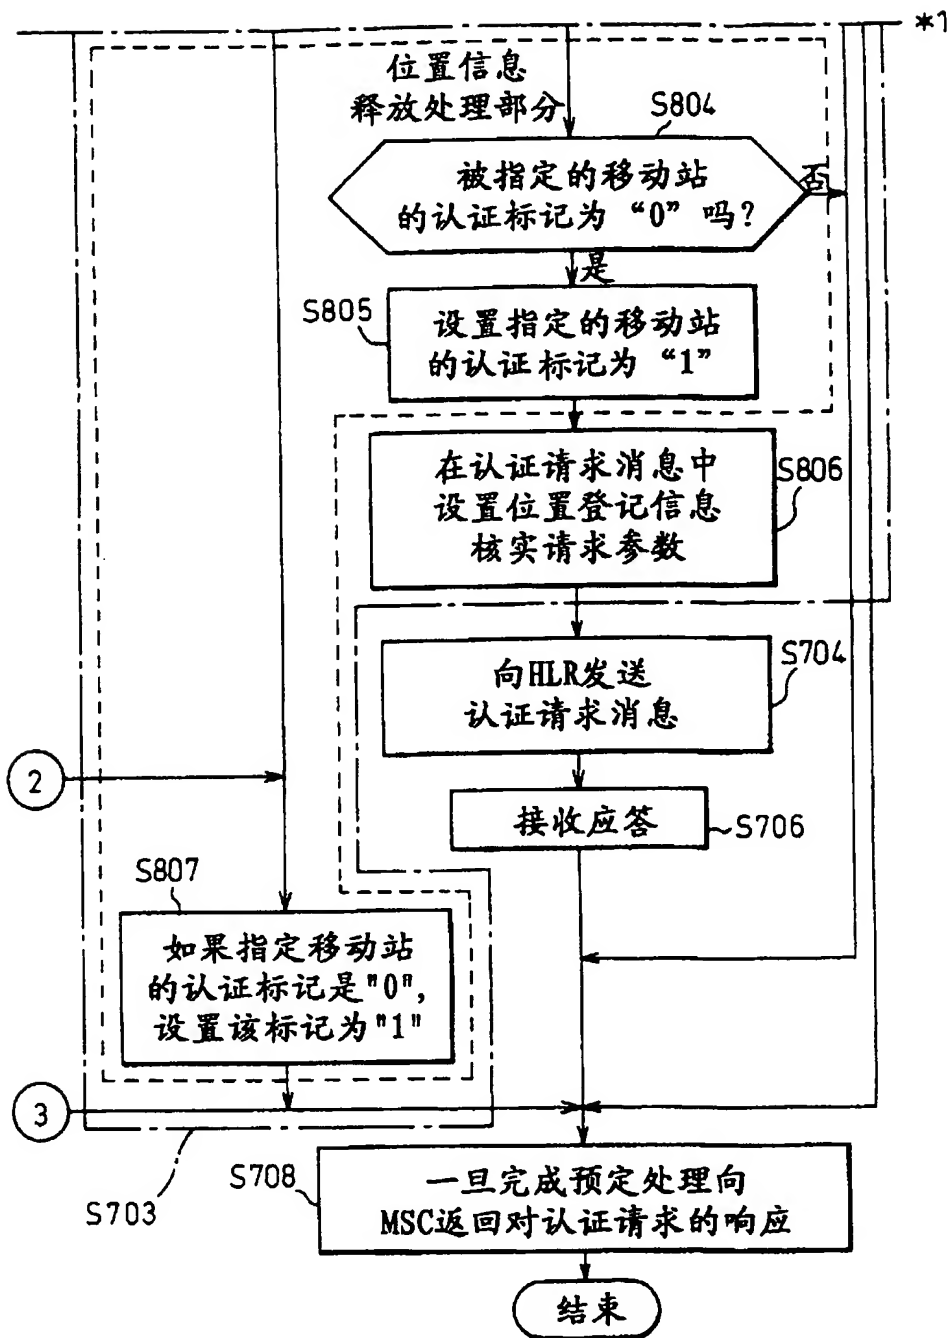 *1
位置信息
释放处理部分
S804
被指定的移动站
的认证标记为“0”吗?
否
是
S805
设置指定的移动站
的认证标记为“1”
在认证请求消息中
设置位置登记信息
核实请求参数
S806
向HLR发送
认证请求消息
S704
2
接收应答
S706
S807
如果指定移动站
的认证标记是"0",
设置该标记为"1"
3
S703
S708
一旦完成预定处理向
MSC返回对认证请求的响应
结束